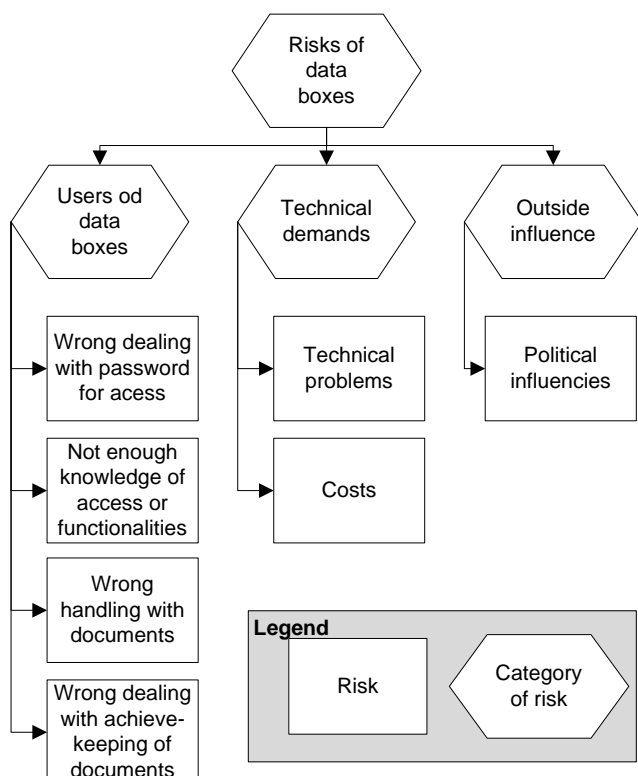 Risks of
data
boxes
Users od
data
boxes
Technical
demands
Outside
influence
Wrong dealing
with password
for acess
Technical
problems
Political
influencies
Not enough
knowledge of
access or
functionalities
Costs
Wrong
handling with
documents
Wrong dealing
with achieve-
keeping of
documents
Legend
Risk
Category
of risk